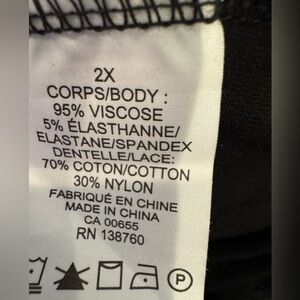 2X
CORPS/BODY :
95% VISCOSE
5% ÉLASTHANNE/
ELASTANE/SPANDEX
DENTELLE/LACE:
70% COTON/COTTON
30% NYLON
FABRIQUÉ EN CHINE
MADE IN CHINA
CA 00655
RN 138760
P